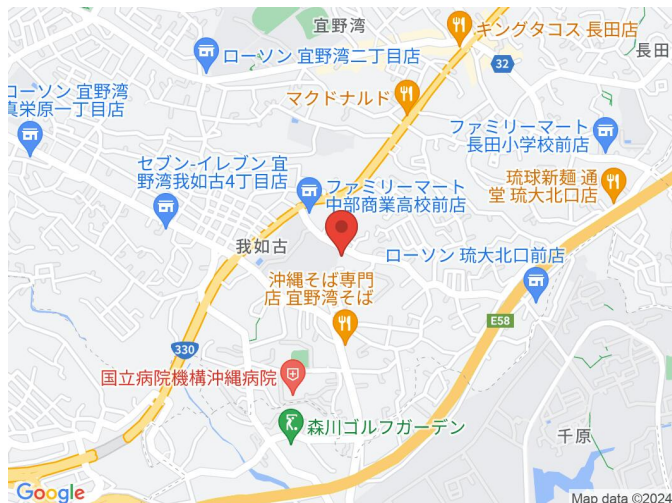 宜野湾
キングタコス 長田店
ローソン 宜野湾二丁目店
32
長田
マクドナルド
ローソン 宜野湾
真栄原一丁目店
ファミリーマート
長田小学校前店
セブン-イレブン 宜
野湾我如古4丁目店
ファミリーマート
中部商業高校前店
琉球新麺 通
堂 琉大北口店
我如古
ローソン 琉大北口前店
沖縄そば専門
店 宜野湾そば
E58
330
国立病院機構沖縄病院
森川ゴルフガーデン
千原
Google
Map data ©2024